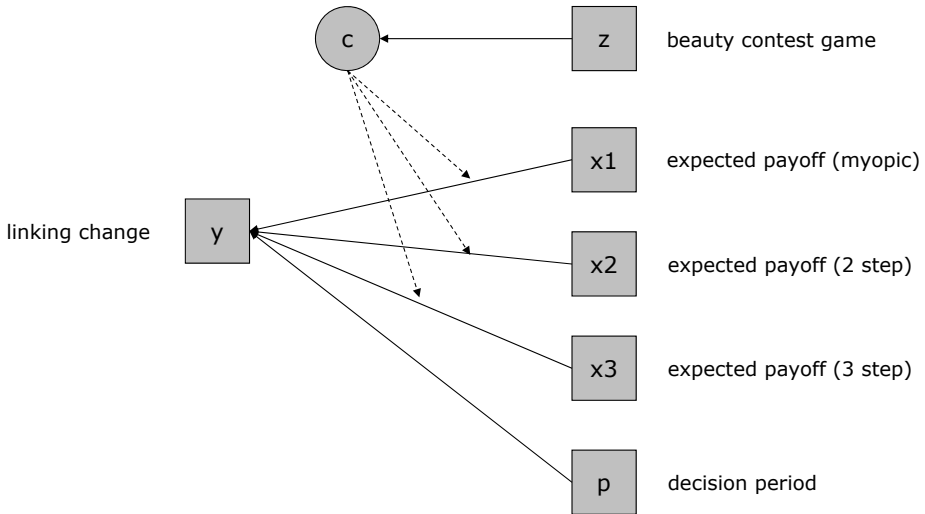 c
z
beauty contest game
x1
expected payoff (myopic)
linking change
y
x2
expected payoff (2 step)
x3
expected payoff (3 step)
p
decision period